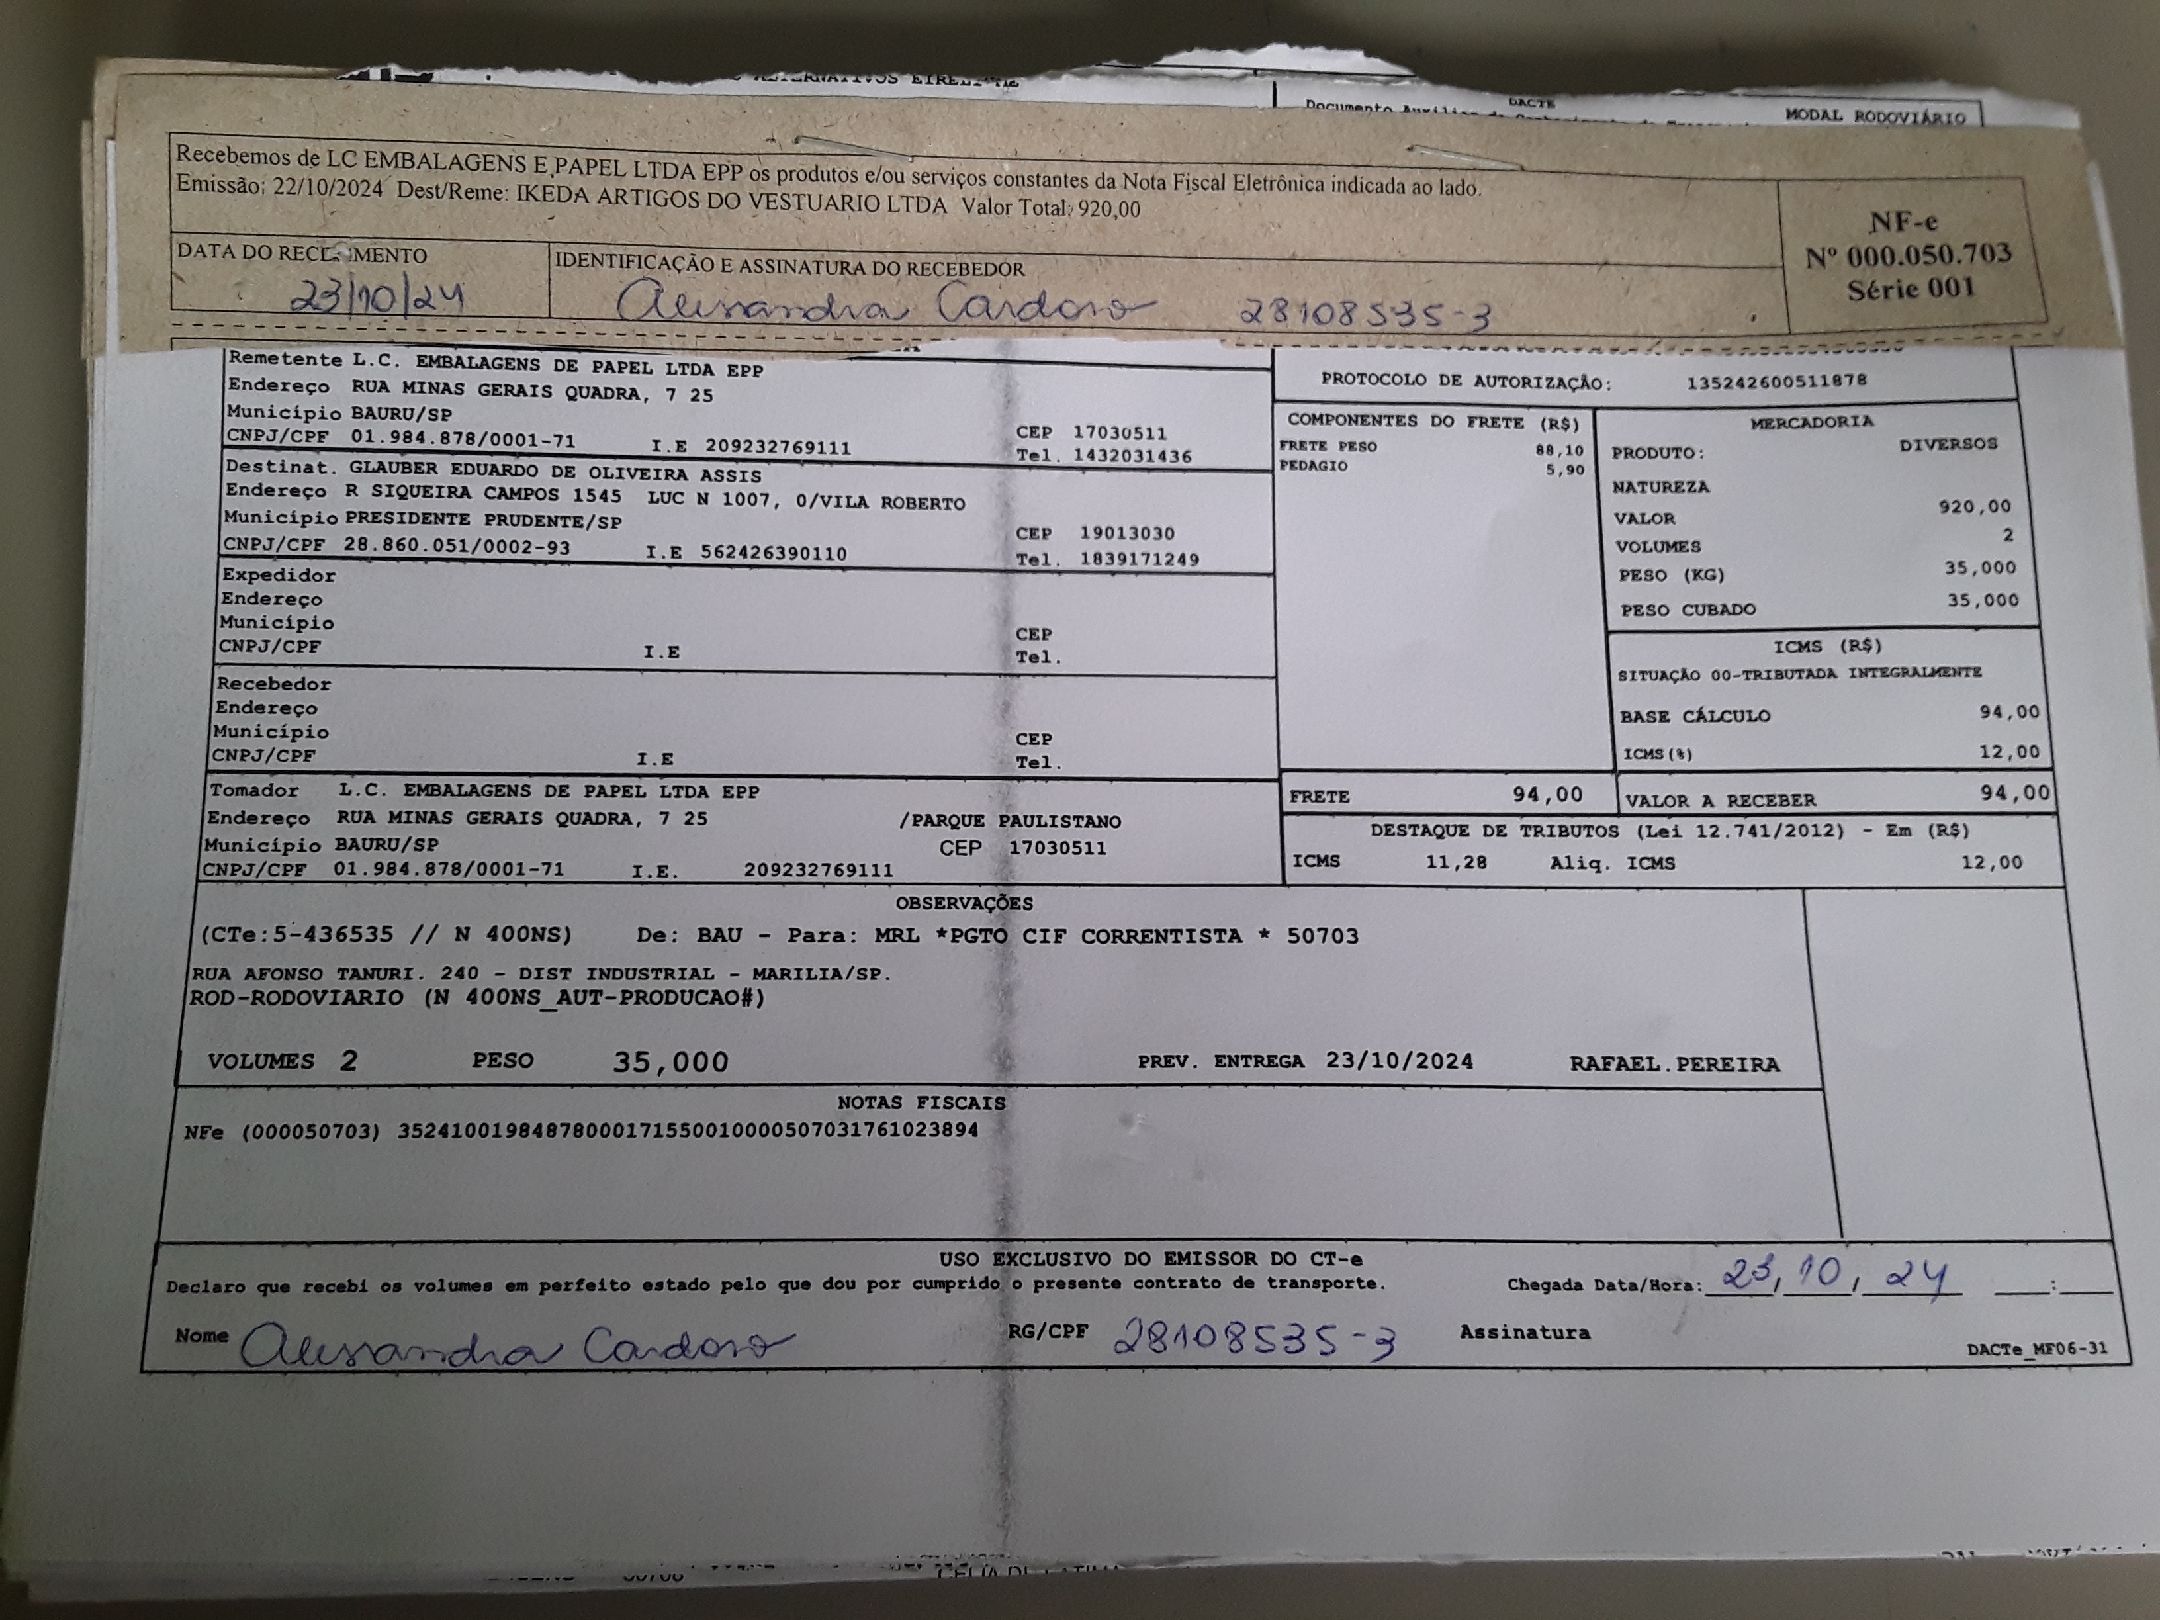 DACTE
MODAL RODOVIÁRIO
Recebemos de LC EMBALAGENS E PAPEL LTDA EPP os produtos e/ou serviços constantes da Nota Fiscal Eletrônica indicada ao lado.
Emissão: 22/10/2024 Dest/Reme: IKEDA ARTIGOS DO VESTUARIO LTDA Valor Total: 920,00
NF-e
Nº 000.050.703
Série 001
DATA DO RECEBIMENTO
23/10/24
IDENTIFICAÇÃO E ASSINATURA DO RECEBEDOR
Alessandra Cardoso 28108535-3
Remetente L.C. EMBALAGENS DE PAPEL LTDA EPP
Endereço RUA MINAS GERAIS QUADRA, 7 25
Município BAURU/SP
CEP 17030511
CNPJ/CPF 01.984.878/0001-71 I.E 209232769111
Tel. 1432031436
Destinat. GLAUBER EDUARDO DE OLIVEIRA ASSIS
Endereço R SIQUEIRA CAMPOS 1545 LUC N 1007, 0/VILA ROBERTO
Município PRESIDENTE PRUDENTE/SP
CEP 19013030
CNPJ/CPF 28.860.051/0002-93 I.E 562426390110
Tel. 1839171249
Expedidor
Endereço
Município
CEP
CNPJ/CPF I.E
Tel.
Recebedor
Endereço
Município
CEP
CNPJ/CPF I.E
Tel.
Tomador L.C. EMBALAGENS DE PAPEL LTDA EPP
Endereço RUA MINAS GERAIS QUADRA, 7 25 /PARQUE PAULISTANO
Município BAURU/SP CEP 17030511
CNPJ/CPF 01.984.878/0001-71 I.E. 209232769111
PROTOCOLO DE AUTORIZAÇÃO: 135242600511878
COMPONENTES DO FRETE (R$)
FRETE PESO 88,10
PEDAGIO 5,90
MERCADORIA
PRODUTO: DIVERSOS
NATUREZA
VALOR 920,00
VOLUMES 2
PESO (KG) 35,000
PESO CUBADO 35,000
ICMS (R$)
SITUAÇÃO 00-TRIBUTADA INTEGRALMENTE
BASE CÁLCULO 94,00
ICMS(%) 12,00
FRETE 94,00
VALOR A RECEBER 94,00
DESTAQUE DE TRIBUTOS (Lei 12.741/2012) - Em (R$)
ICMS 11,28 Aliq. ICMS 12,00
OBSERVAÇÕES
(CTe:5-436535 // N 400NS) De: BAU - Para: MRL *PGTO CIF CORRENTISTA * 50703
RUA AFONSO TANURI. 240 - DIST INDUSTRIAL - MARILIA/SP.
ROD-RODOVIARIO (N 400NS_AUT-PRODUCAO#)
VOLUMES 2 PESO 35,000 PREV. ENTREGA 23/10/2024 RAFAEL.PEREIRA
NOTAS FISCAIS
NFe (000050703) 35241001984878000171550010000507031761023894
USO EXCLUSIVO DO EMISSOR DO CT-e
Declaro que recebi os volumes em perfeito estado pelo que dou por cumprido o presente contrato de transporte.
Chegada Data/Hora: 23, 10, 24 :
Nome Alessandra Cardoso RG/CPF 28108535-3 Assinatura
DACTe_MF06-31